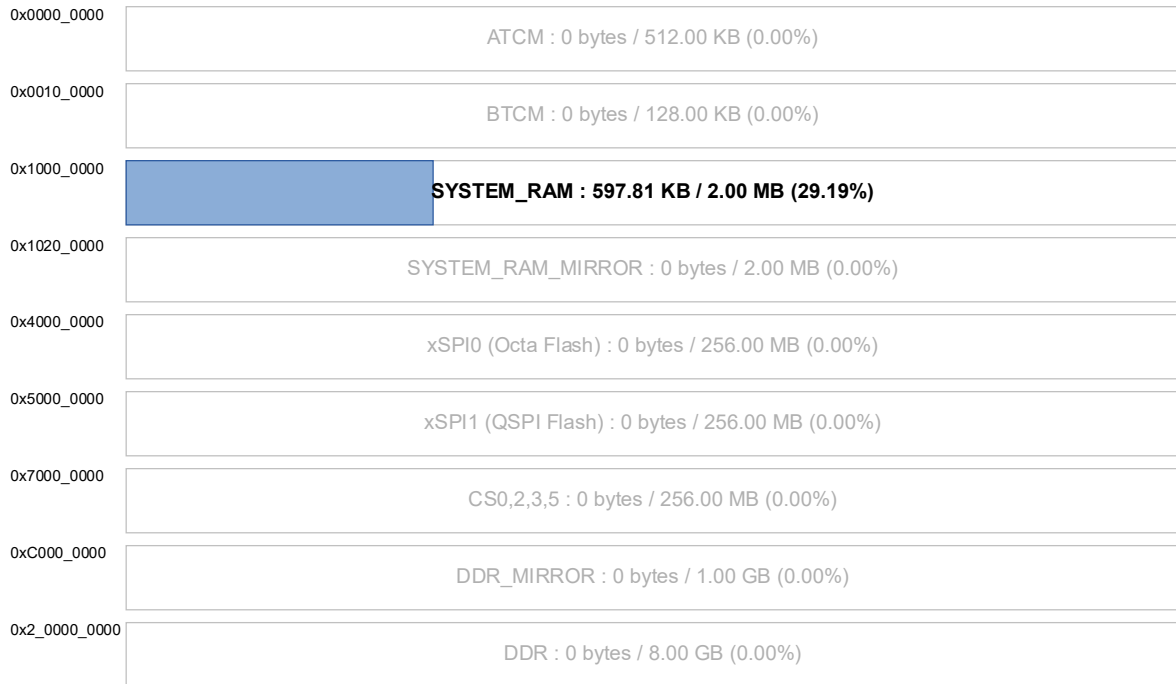 0x0000_0000
ATCM : 0 bytes / 512.00 KB (0.00%)
0x0010_0000
BTCM : 0 bytes / 128.00 KB (0.00%)
0x1000_0000
SYSTEM_RAM : 597.81 KB / 2.00 MB (29.19%)
0x1020_0000
SYSTEM_RAM_MIRROR : 0 bytes / 2.00 MB (0.00%)
0x4000_0000
xSPI0 (Octa Flash) : 0 bytes / 256.00 MB (0.00%)
0x5000_0000
xSPI1 (QSPI Flash) : 0 bytes / 256.00 MB (0.00%)
0x7000_0000
CS0,2,3,5 : 0 bytes / 256.00 MB (0.00%)
0xC000_0000
DDR_MIRROR : 0 bytes / 1.00 GB (0.00%)
0x2_0000_0000
DDR : 0 bytes / 8.00 GB (0.00%)